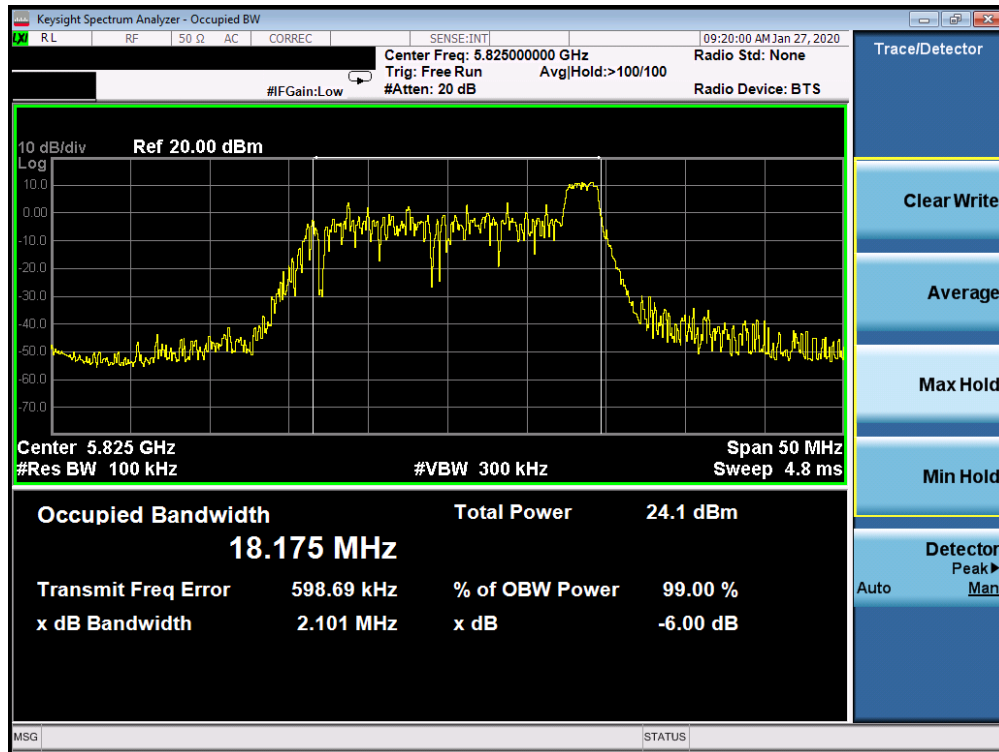 Keysight Spectrum Analyzer - Occupied BW
LXI RL RF 50 Ω AC CORREC SENSE:INT 09:20:00 AM Jan 27, 2020
Center Freq: 5.825000000 GHz Radio Std: None
Trig: Free Run Avg|Hold:>100/100
#IFGain:Low #Atten: 20 dB Radio Device: BTS
10 dB/div Ref 20.00 dBm
Log
10.0
0.00
-10.0
-20.0
-30.0
-40.0
-50.0
-60.0
-70.0
Center 5.825 GHz Span 50 MHz
#Res BW 100 kHz #VBW 300 kHz Sweep 4.8 ms
Occupied Bandwidth Total Power 24.1 dBm
18.175 MHz
Transmit Freq Error 598.69 kHz % of OBW Power 99.00 %
x dB Bandwidth 2.101 MHz x dB -6.00 dB
MSG STATUS
Trace/Detector
Clear Write
Average
Max Hold
Min Hold
Detector
Peak▶
Auto Man